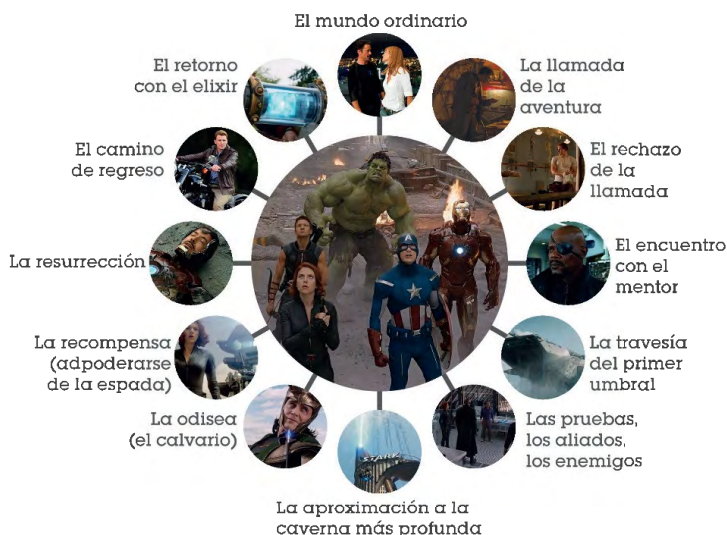 El mundo ordinario
La llamada
de la
aventura
El rechazo
de la
llamada
El encuentro
con el
mentor
La travesía
del primer
umbral
Las pruebas,
los aliados,
los enemigos
La aproximación a la
caverna más profunda
STARK
La odisea
(el calvario)
La recompensa
(adpoderarse
de la espada)
La resurrección
El camino
de regreso
El retorno
con el elixir